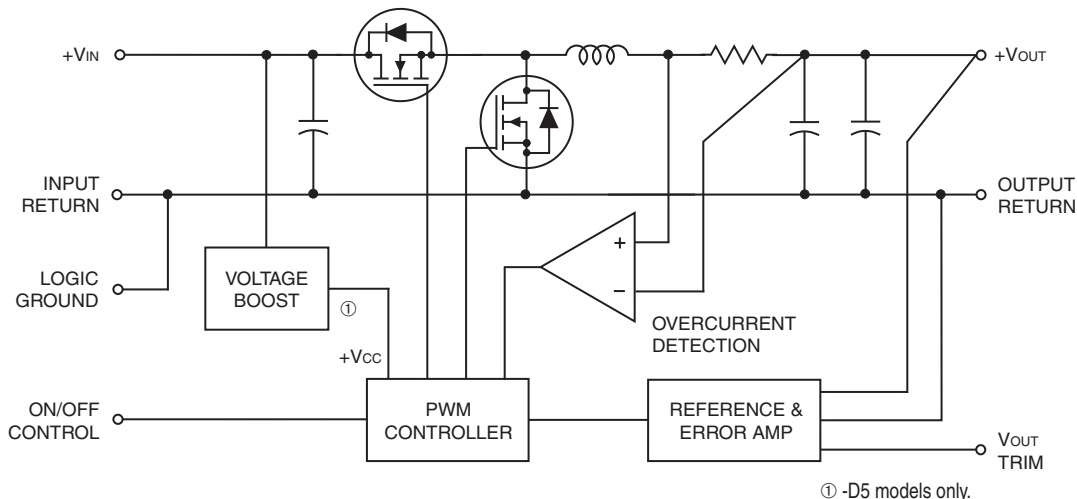 +VIN
+VOUT
INPUT
RETURN
OUTPUT
RETURN
LOGIC
GROUND
VOLTAGE
BOOST
①
+
−
OVERCURRENT
DETECTION
+VCC
ON/OFF
CONTROL
PWM
CONTROLLER
REFERENCE &
ERROR AMP
VOUT
TRIM
① -D5 models only.